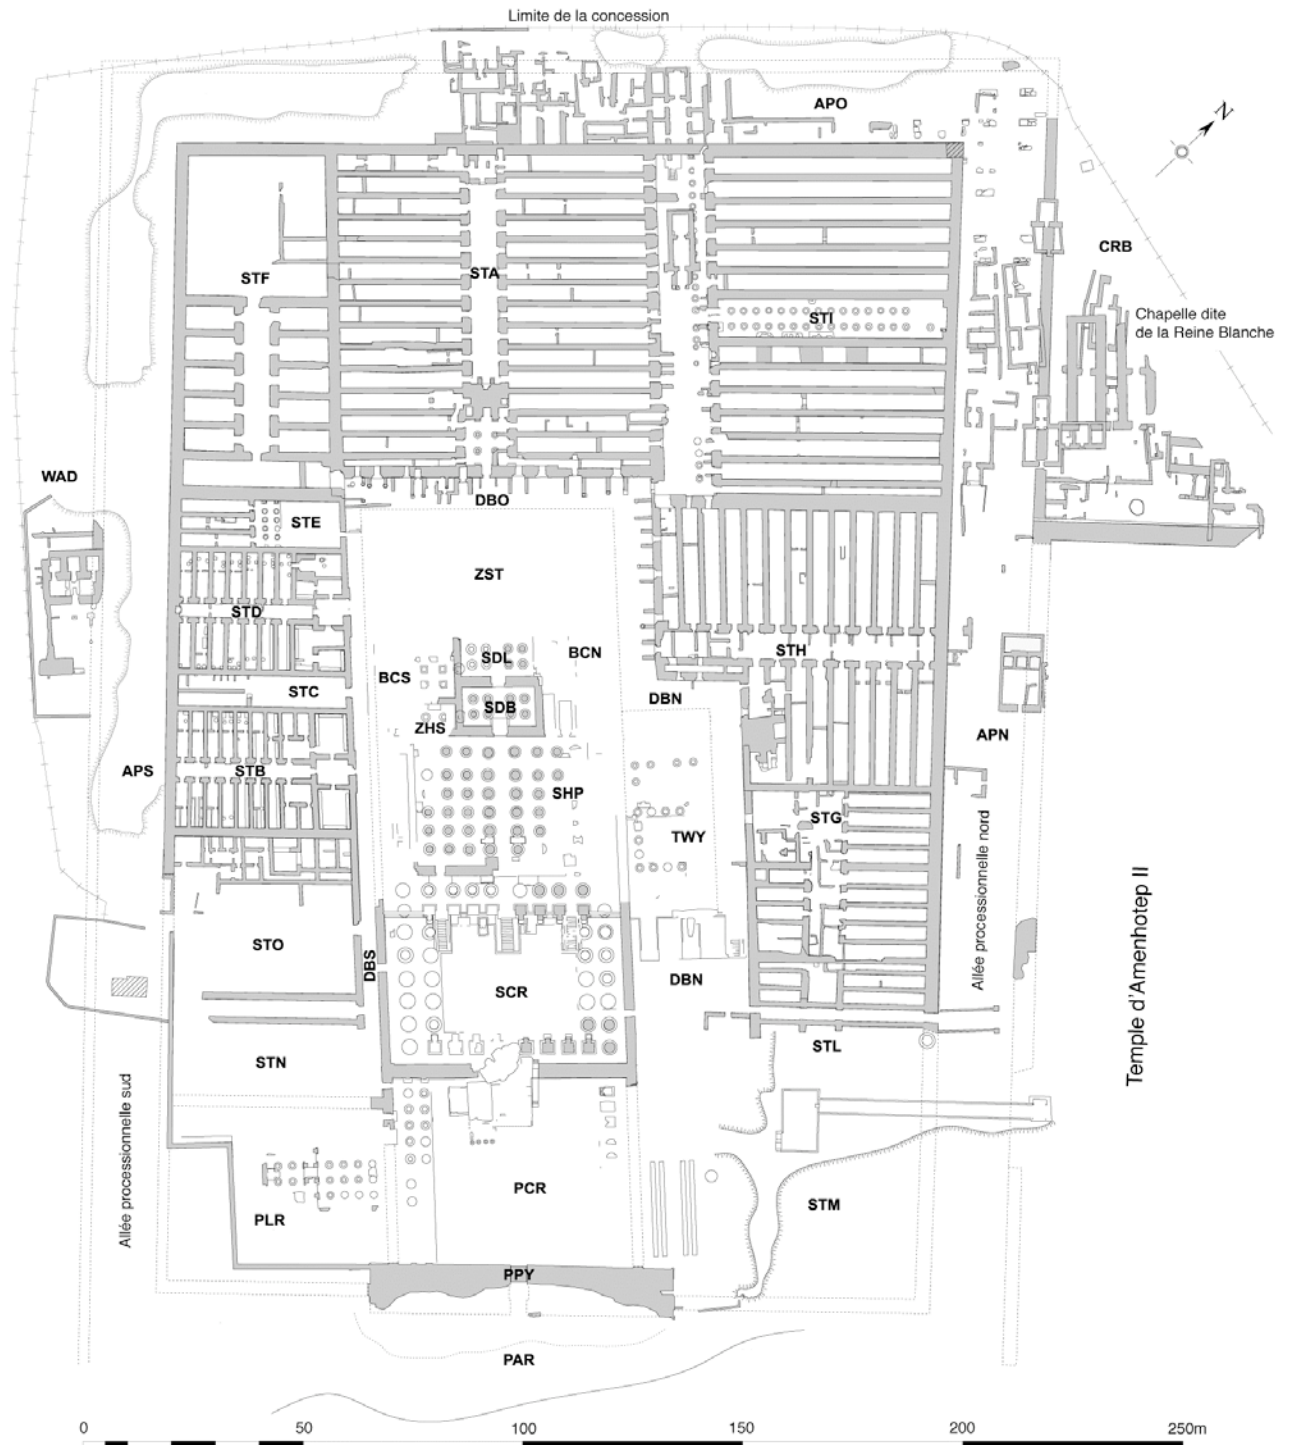 Limite de la concession
APO
N
CRB
STF
STA
Chapelle dite
de la Reine Blanche
STI
WAD
DBO
STE
ZST
STD
STH
BCN
SDL
BCS
STC
DBN
SDB
ZHS
APN
APS
STB
SHP
STG
TWY
STO
DBS
DBN
SCR
Allée processionnelle nord
Temple d'Amenhotep II
STL
STN
Allée processionnelle sud
PCR
STM
PLR
PPY
PAR
0 50 100 150 200 250m